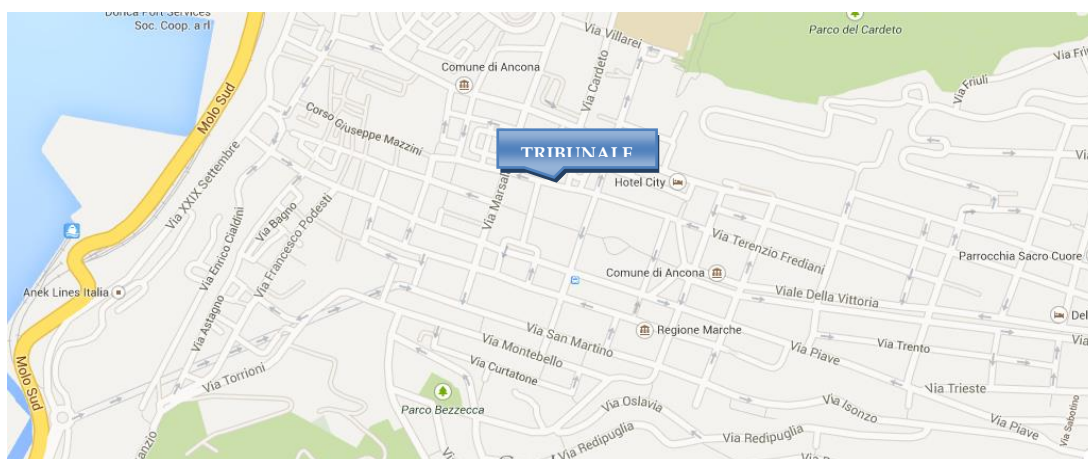 Dorica Port Services
Soc. Coop. a rl
Molo Sud
Via XXIX Settembre
Comune di Ancona
Corso Giuseppe Mazzini
Via Villarei
Via Cardeto
Parco del Cardeto
Via Friuli
TRIBUNALE
Via Marsala
Hotel City
Via Bagno
Via Enrico Cialdini
Via Francesco Podesti
Via Astagno
Via Terenzio Frediani
Parrocchia Sacro Cuore
Comune di Ancona
Viale Della Vittoria
Anek Lines Italia
Molo Sud
Regione Marche
Via San Martino
Via Montebello
Via Curtatone
Via Piave
Via Trento
Via Torrioni
Via Trieste
Parco Bezzecca
Via Oslavia
Via Isonzo
Via Redipuglia
Via Redipuglia
Via Piave
Via Sabotino